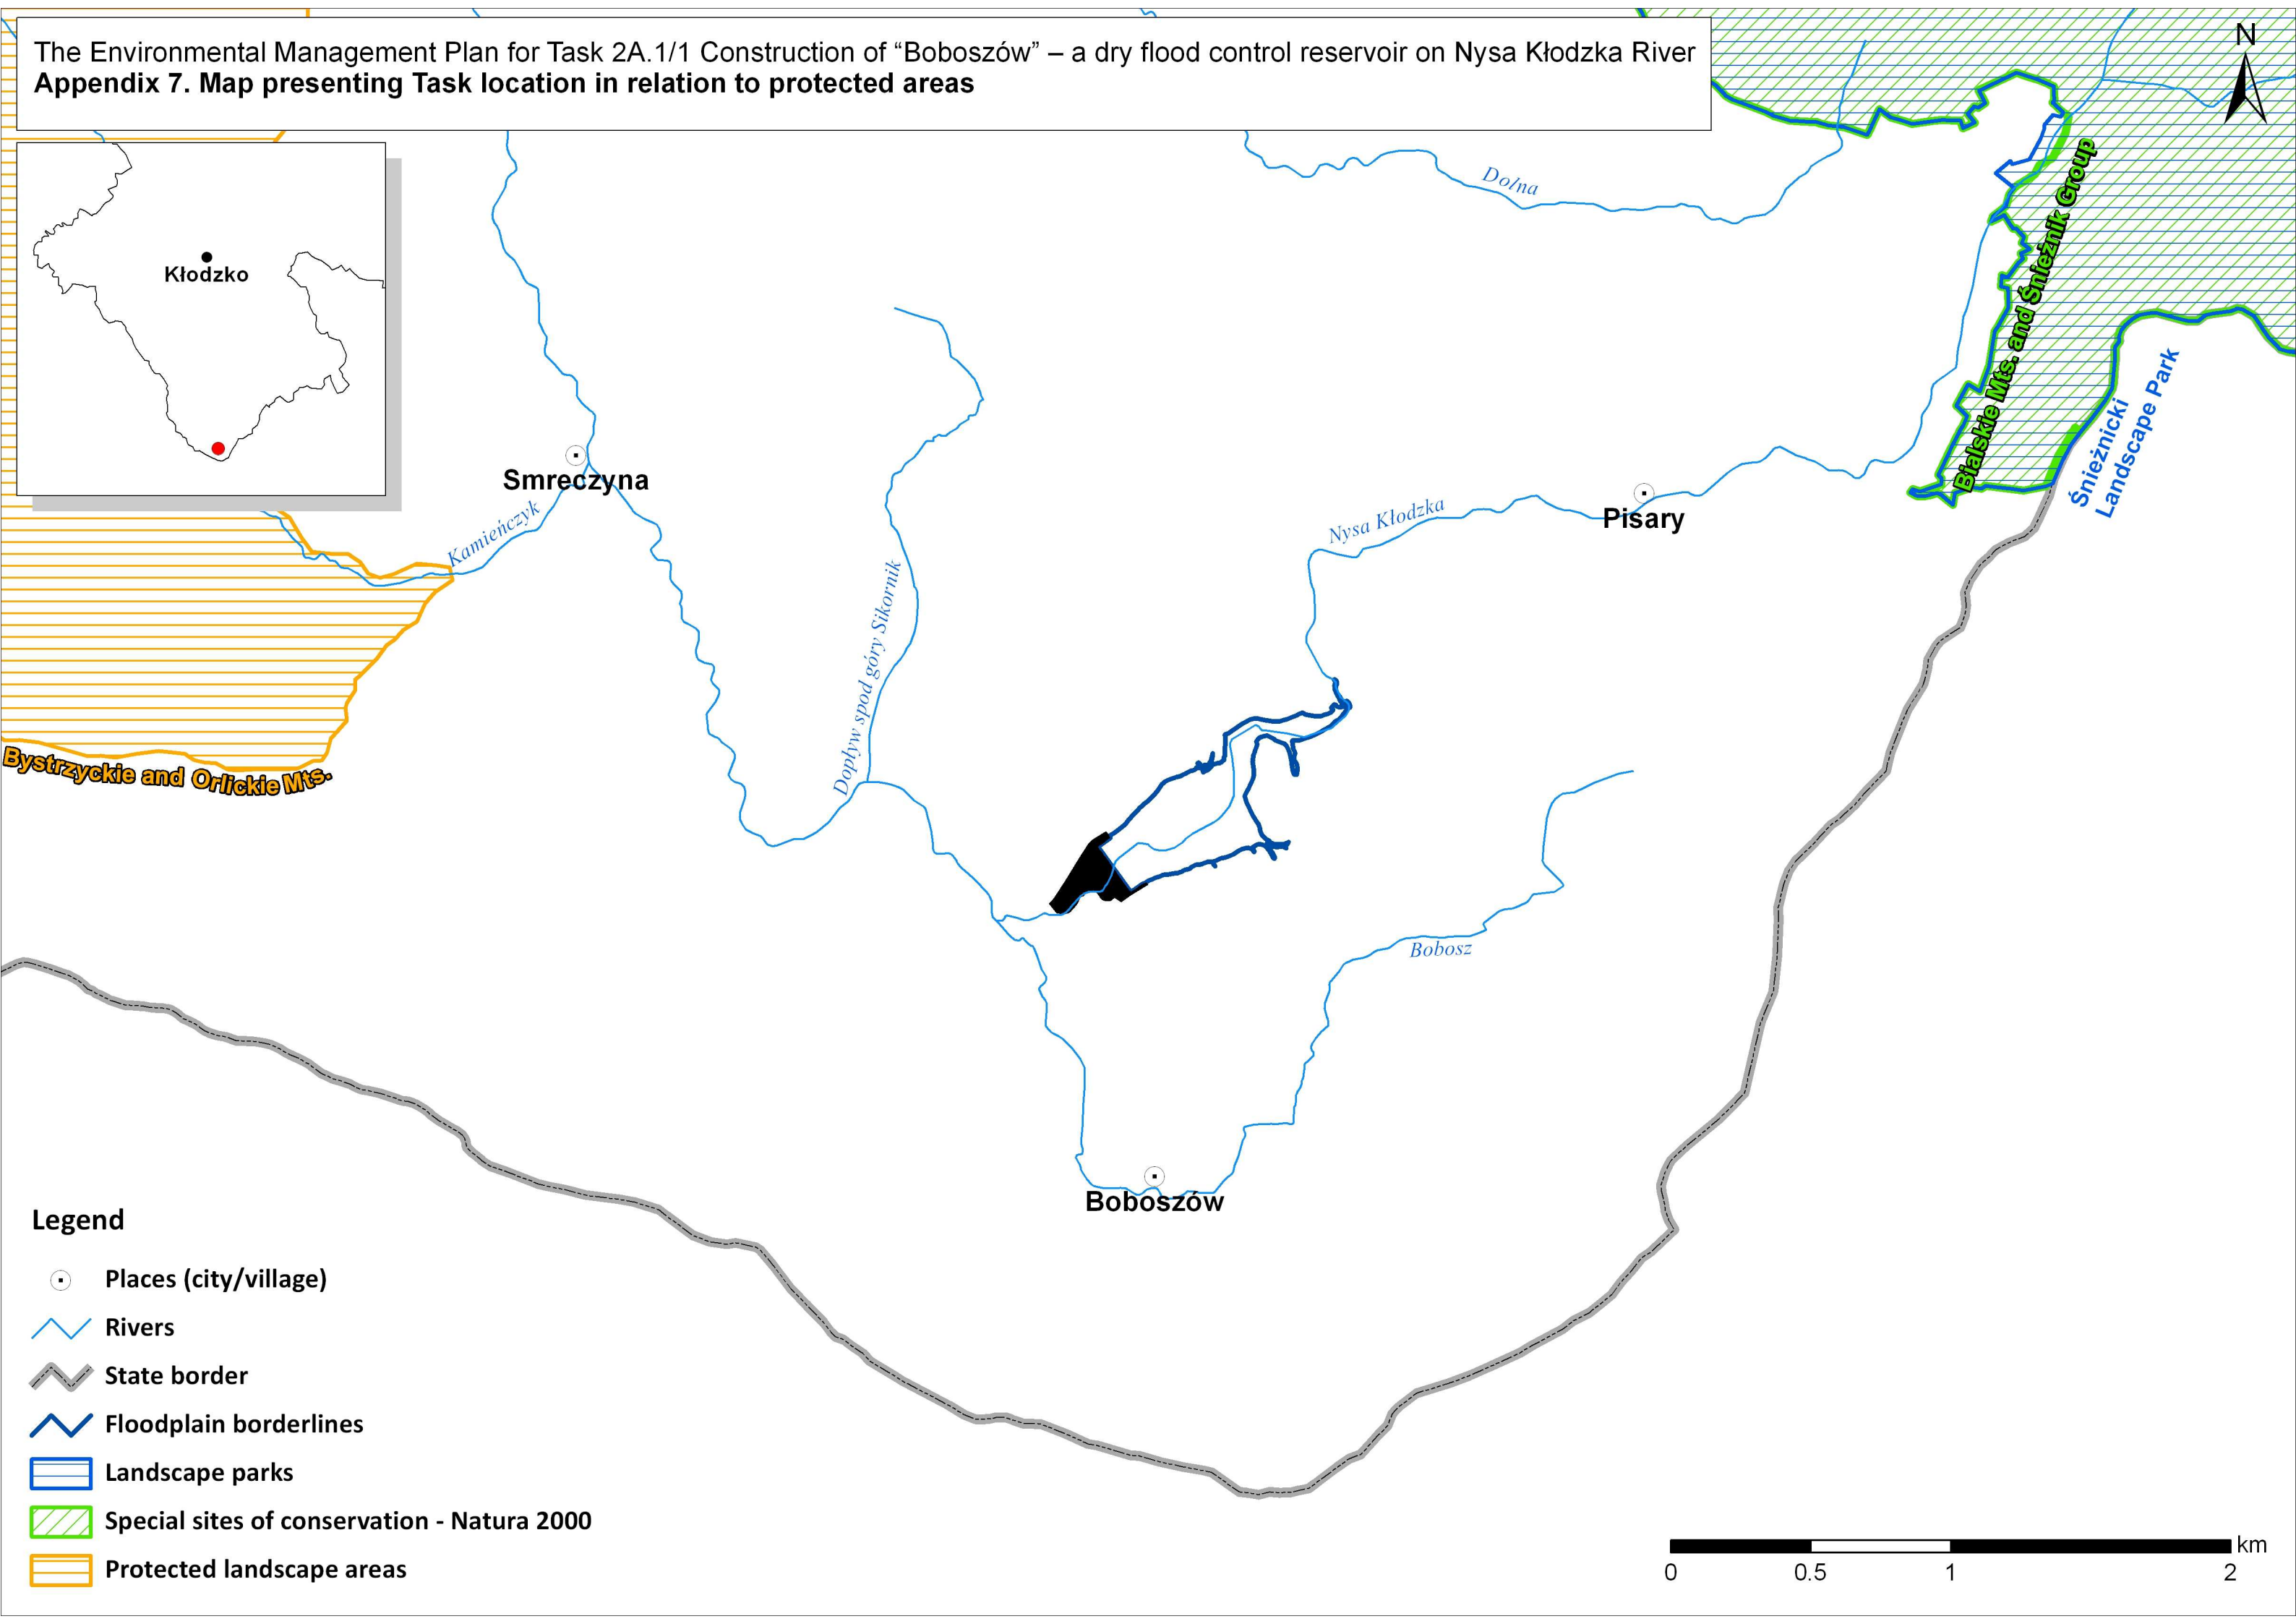 The Environmental Management Plan for Task 2A.1/1 Construction of “Boboszów” – a dry flood control reservoir on Nysa Kłodzka River
Appendix 7. Map presenting Task location in relation to protected areas
N
Kłodzko
Dolna
Bialskie Mts. and Śnieżnik Group
Śnieżnicki
Landscape Park
Smreczyna
Kamieńczyk
Nysa Kłodzka
Pisary
Dopływ spod góry Sikornik
Bystrzyckie and Orlickie Mts.
Bobosz
Boboszów
Legend
Places (city/village)
Rivers
State border
Floodplain borderlines
Landscape parks
Special sites of conservation - Natura 2000
Protected landscape areas
km
0 0.5 1 2